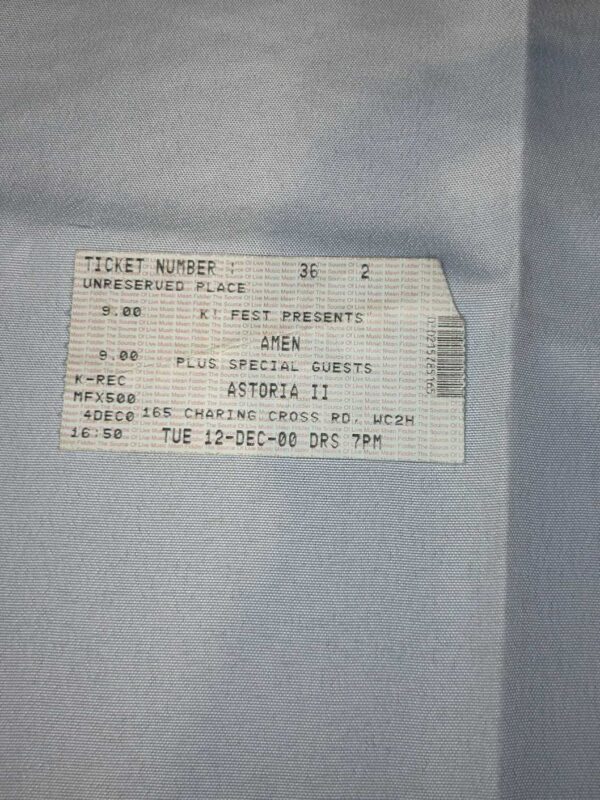 TICKET NUMBER : 36 2
UNRESERVED PLACE
9.00 K! FEST PRESENTS
AMEN
9.00 PLUS SPECIAL GUESTS
K-REC ASTORIA II
MFX500
4DEC0 165 CHARING CROSS RD, WC2H
16:50 TUE 12-DEC-00 DRS 7PM